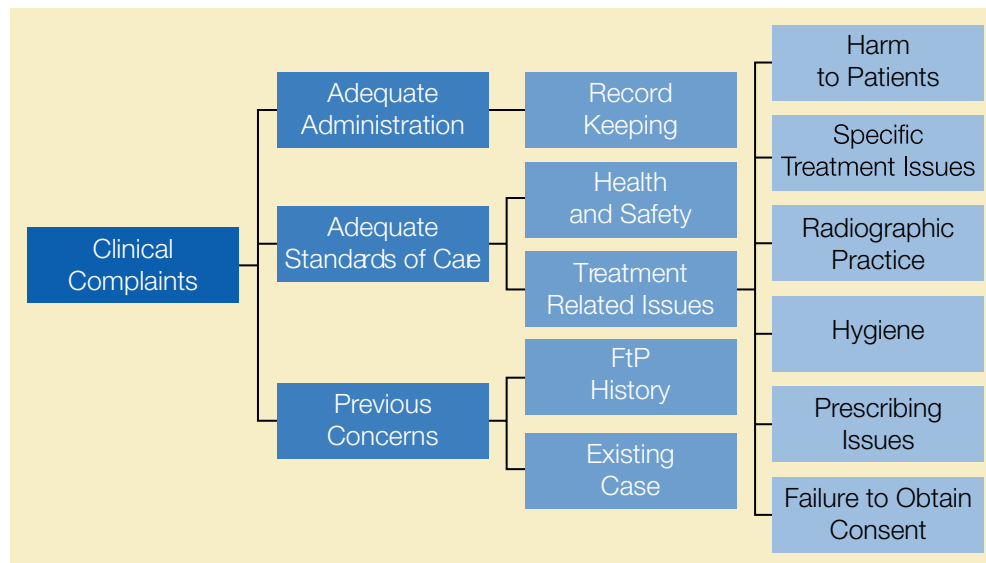 Clinical
Complaints
Adequate
Administration
Adequate
Standards of Care
Previous
Concerns
Record
Keeping
Health
and Safety
Treatment
Related Issues
FtP
History
Existing
Case
Harm
to Patients
Specific
Treatment Issues
Radiographic
Practice
Hygiene
Prescribing
Issues
Failure to Obtain
Consent